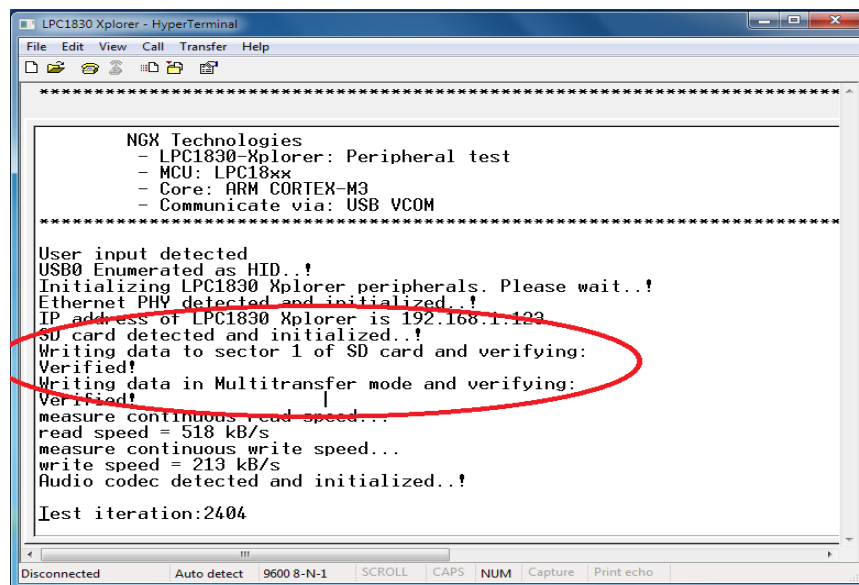 LPC1830 Xplorer - HyperTerminal
File Edit View Call Transfer Help
*************************************************************************
NGX Technologies
- LPC1830-Xplorer: Peripheral test
- MCU: LPC18xx
- Core: ARM CORTEX-M3
- Communicate via: USB VCOM
*************************************************************************
User input detected
USB0 Enumerated as HID..!
Initializing LPC1830 Xplorer peripherals. Please wait..!
Ethernet PHY detected and initialized..!
IP address of LPC1830 Xplorer is 192.168.1.123
SD card detected and initialized..!
Writing data to sector 1 of SD card and verifying:
Verified!
Writing data in Multitransfer mode and verifying:
Verified!
measure continuous read speed...
read speed = 518 kB/s
measure continuous write speed...
write speed = 213 kB/s
Audio codec detected and initialized..!
Test iteration:2404
Disconnected Auto detect 9600 8-N-1 SCROLL CAPS NUM Capture Print echo